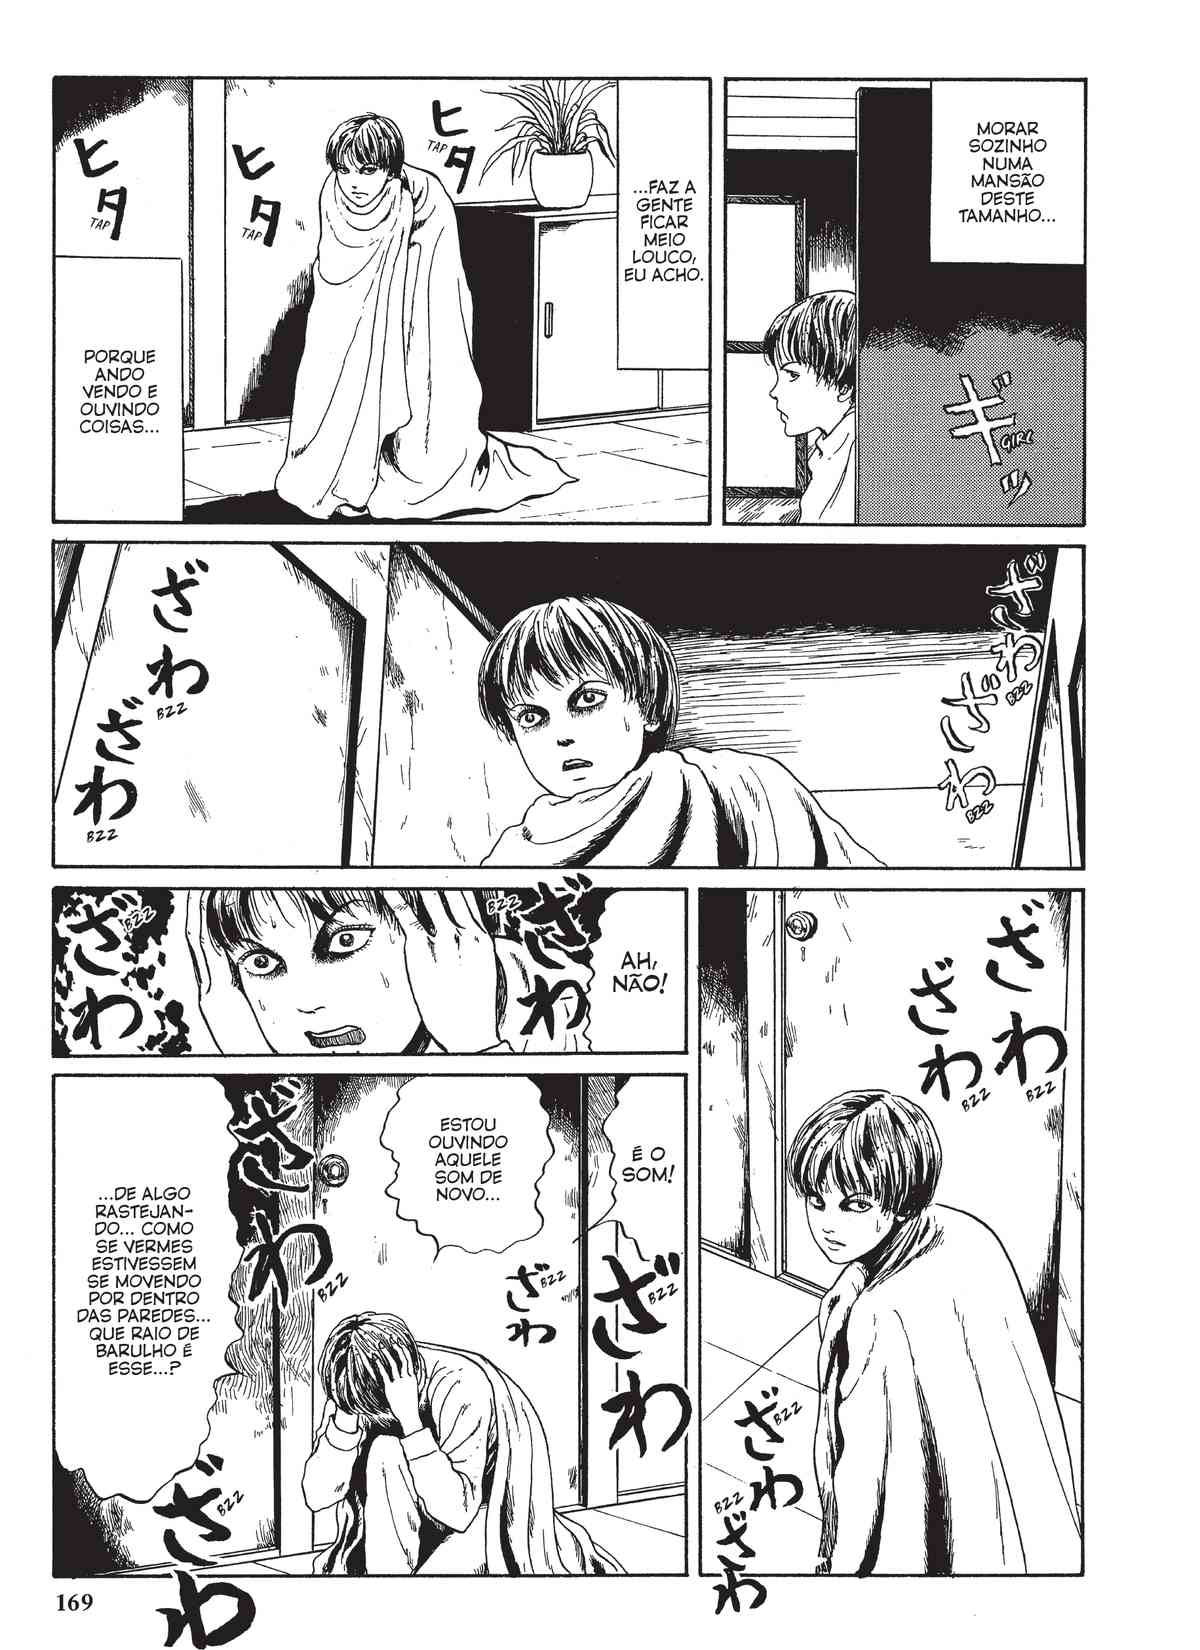 MORAR
SOZINHO
NUMA
MANSÃO
DESTE
TAMANHO...
ギッ
GIRL
...FAZ A
GENTE
FICAR
MEIO
LOUCO,
EU ACHO.
ヒタ
TAP
ヒタ
TAP
ヒタ
TAP
PORQUE
ANDO
VENDO E
OUVINDO
COISAS...
ざわ
BZZ
ざわ
BZZ
ざわ
BZZ
ざわ
BZZ
ざわ
BZZ
ざわ
BZZ
ざわ
BZZ
ざわ
BZZ
AH,
NÃO!
ざわ
BZZ
ざわ
BZZ
É O
SOM!
ESTOU
OUVINDO
AQUELE
SOM DE
NOVO...
ざわ
BZZ
ざわ
BZZ
ざわ
BZZ
...DE ALGO
RASTEJAN-
DO... COMO
SE VERMES
ESTIVESSEM
SE MOVENDO
POR DENTRO
DAS PAREDES...
QUE RAIO DE
BARULHO É
ESSE...?
ざわ
BZZ
169